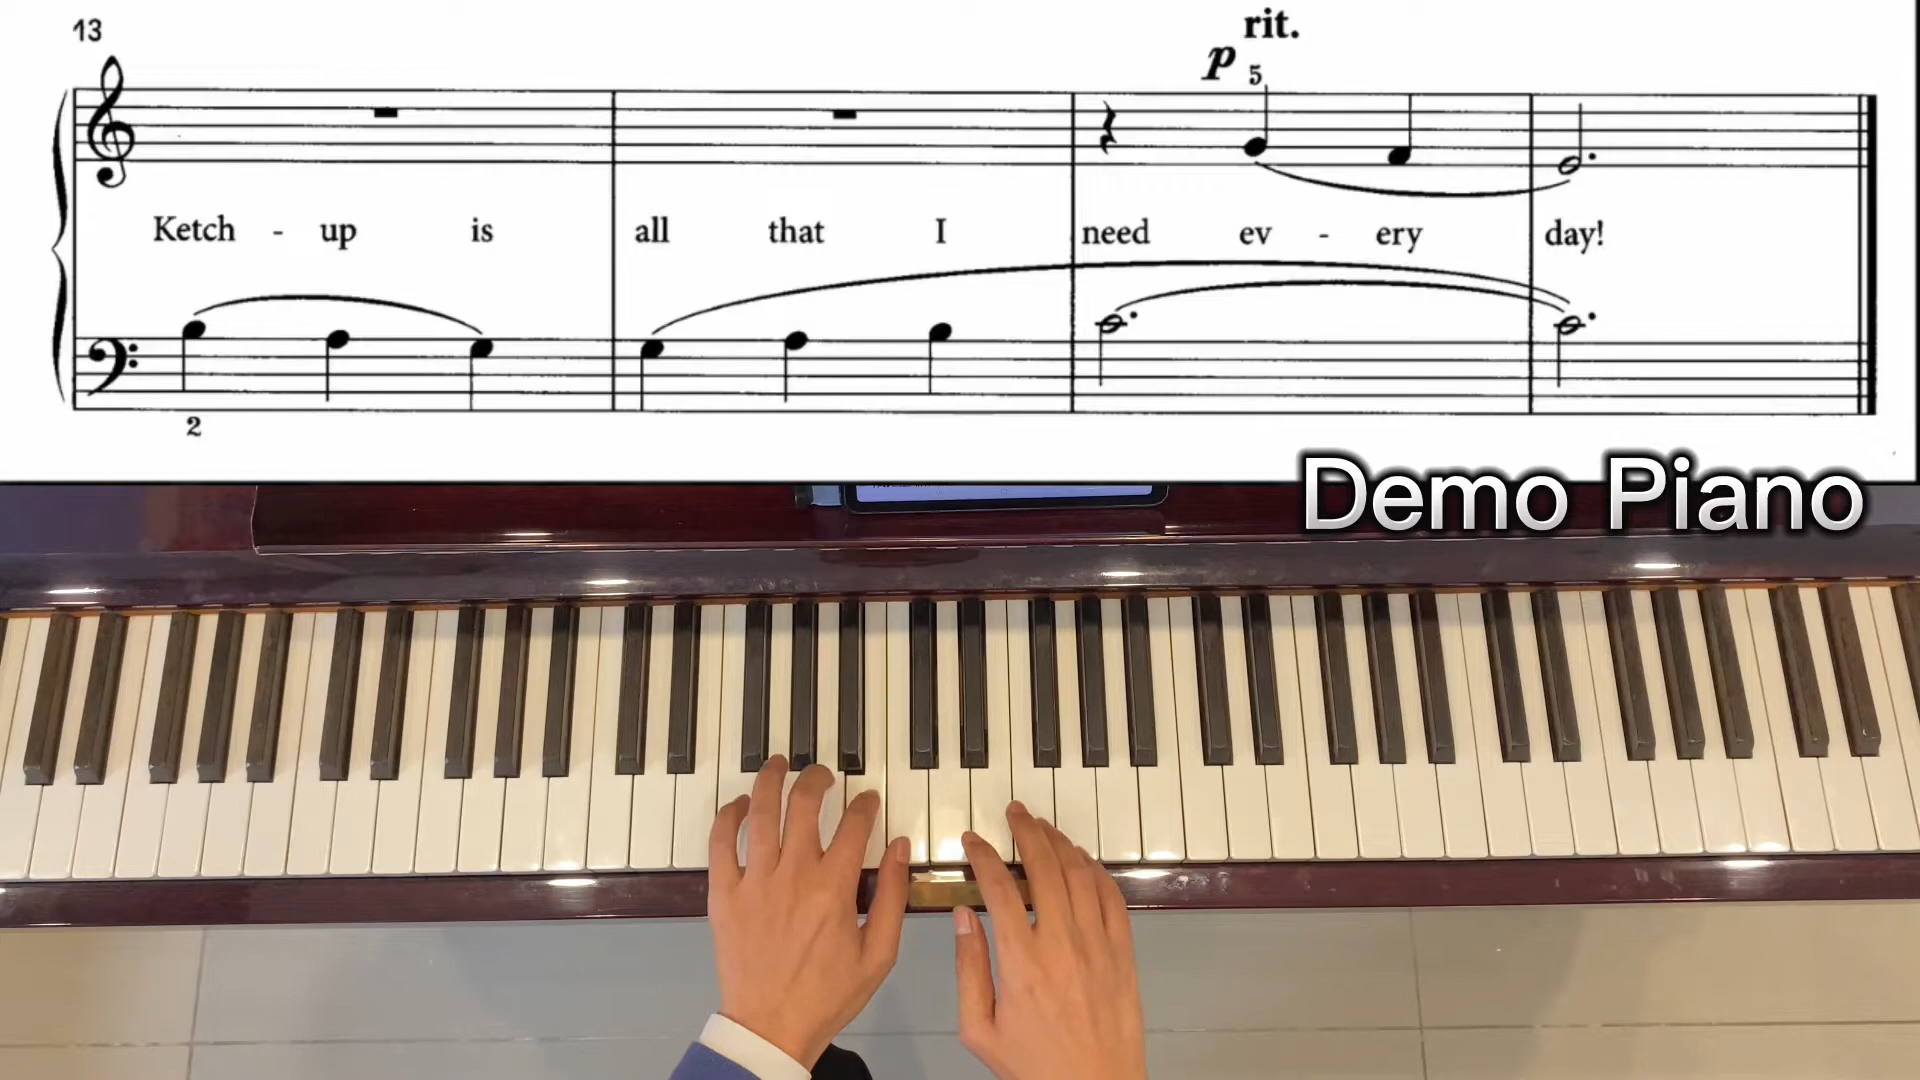 13
rit.
p 5
Ketch - up is all that I need ev - ery day!
2
Demo Piano